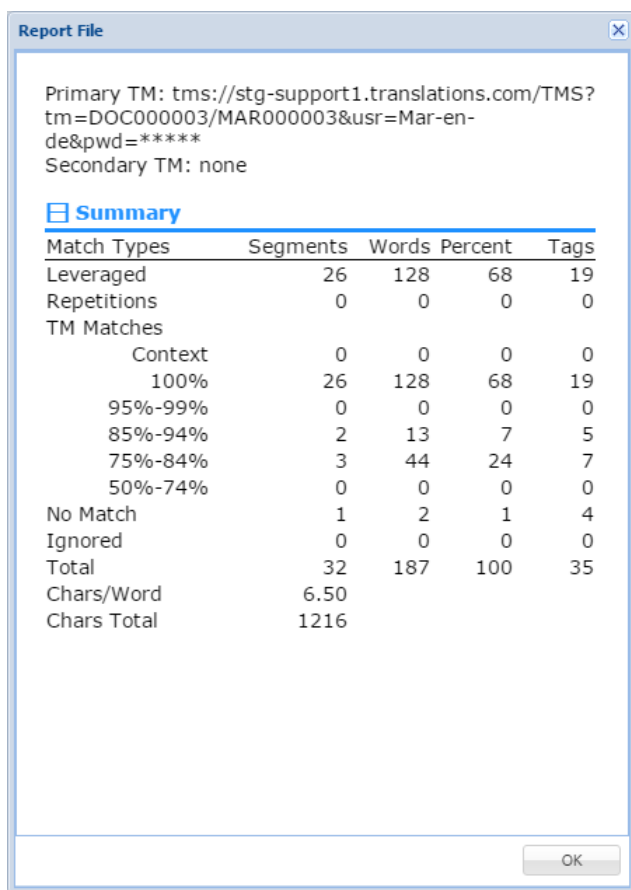 Report File
Primary TM: tms://stg-support1.translations.com/TMS?
tm=DOC000003/MAR000003&usr=Mar-en-
de&pwd=*****
Secondary TM: none
Summary
Match Types Segments Words Percent Tags
Leveraged 26 128 68 19
Repetitions 0 0 0 0
TM Matches
Context 0 0 0 0
100% 26 128 68 19
95%-99% 0 0 0 0
85%-94% 2 13 7 5
75%-84% 3 44 24 7
50%-74% 0 0 0 0
No Match 1 2 1 4
Ignored 0 0 0 0
Total 32 187 100 35
Chars/Word 6.50
Chars Total 1216
OK